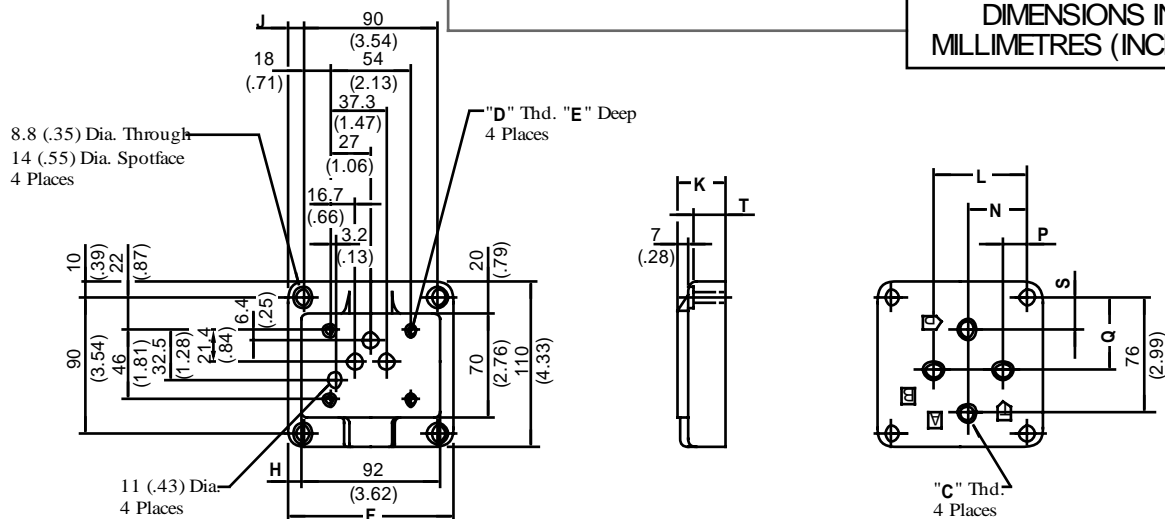 DIMENSIONS IN
MILLIMETRES (INC
J
90
(3.54)
18
(.71)
54
(2.13)
37.3
(1.47)
27
(1.06)
16.7
(.66)
3.2
(.13)
8.8 (.35) Dia. Through
14 (.55) Dia. Spotface
4 Places
"D" Thd. "E" Deep
4 Places
10
(.39)
22
(.87)
20
(.79)
6.4
(.25)
21.4
(.84)
32.5
(1.28)
46
(1.81)
90
(3.54)
70
(2.76)
110
(4.33)
H
92
(3.62)
F
11 (.43) Dia.
4 Places
K
T
7
(.28)
L
N
P
S
Q
76
(2.99)
B
A
"C" Thd.
4 Places